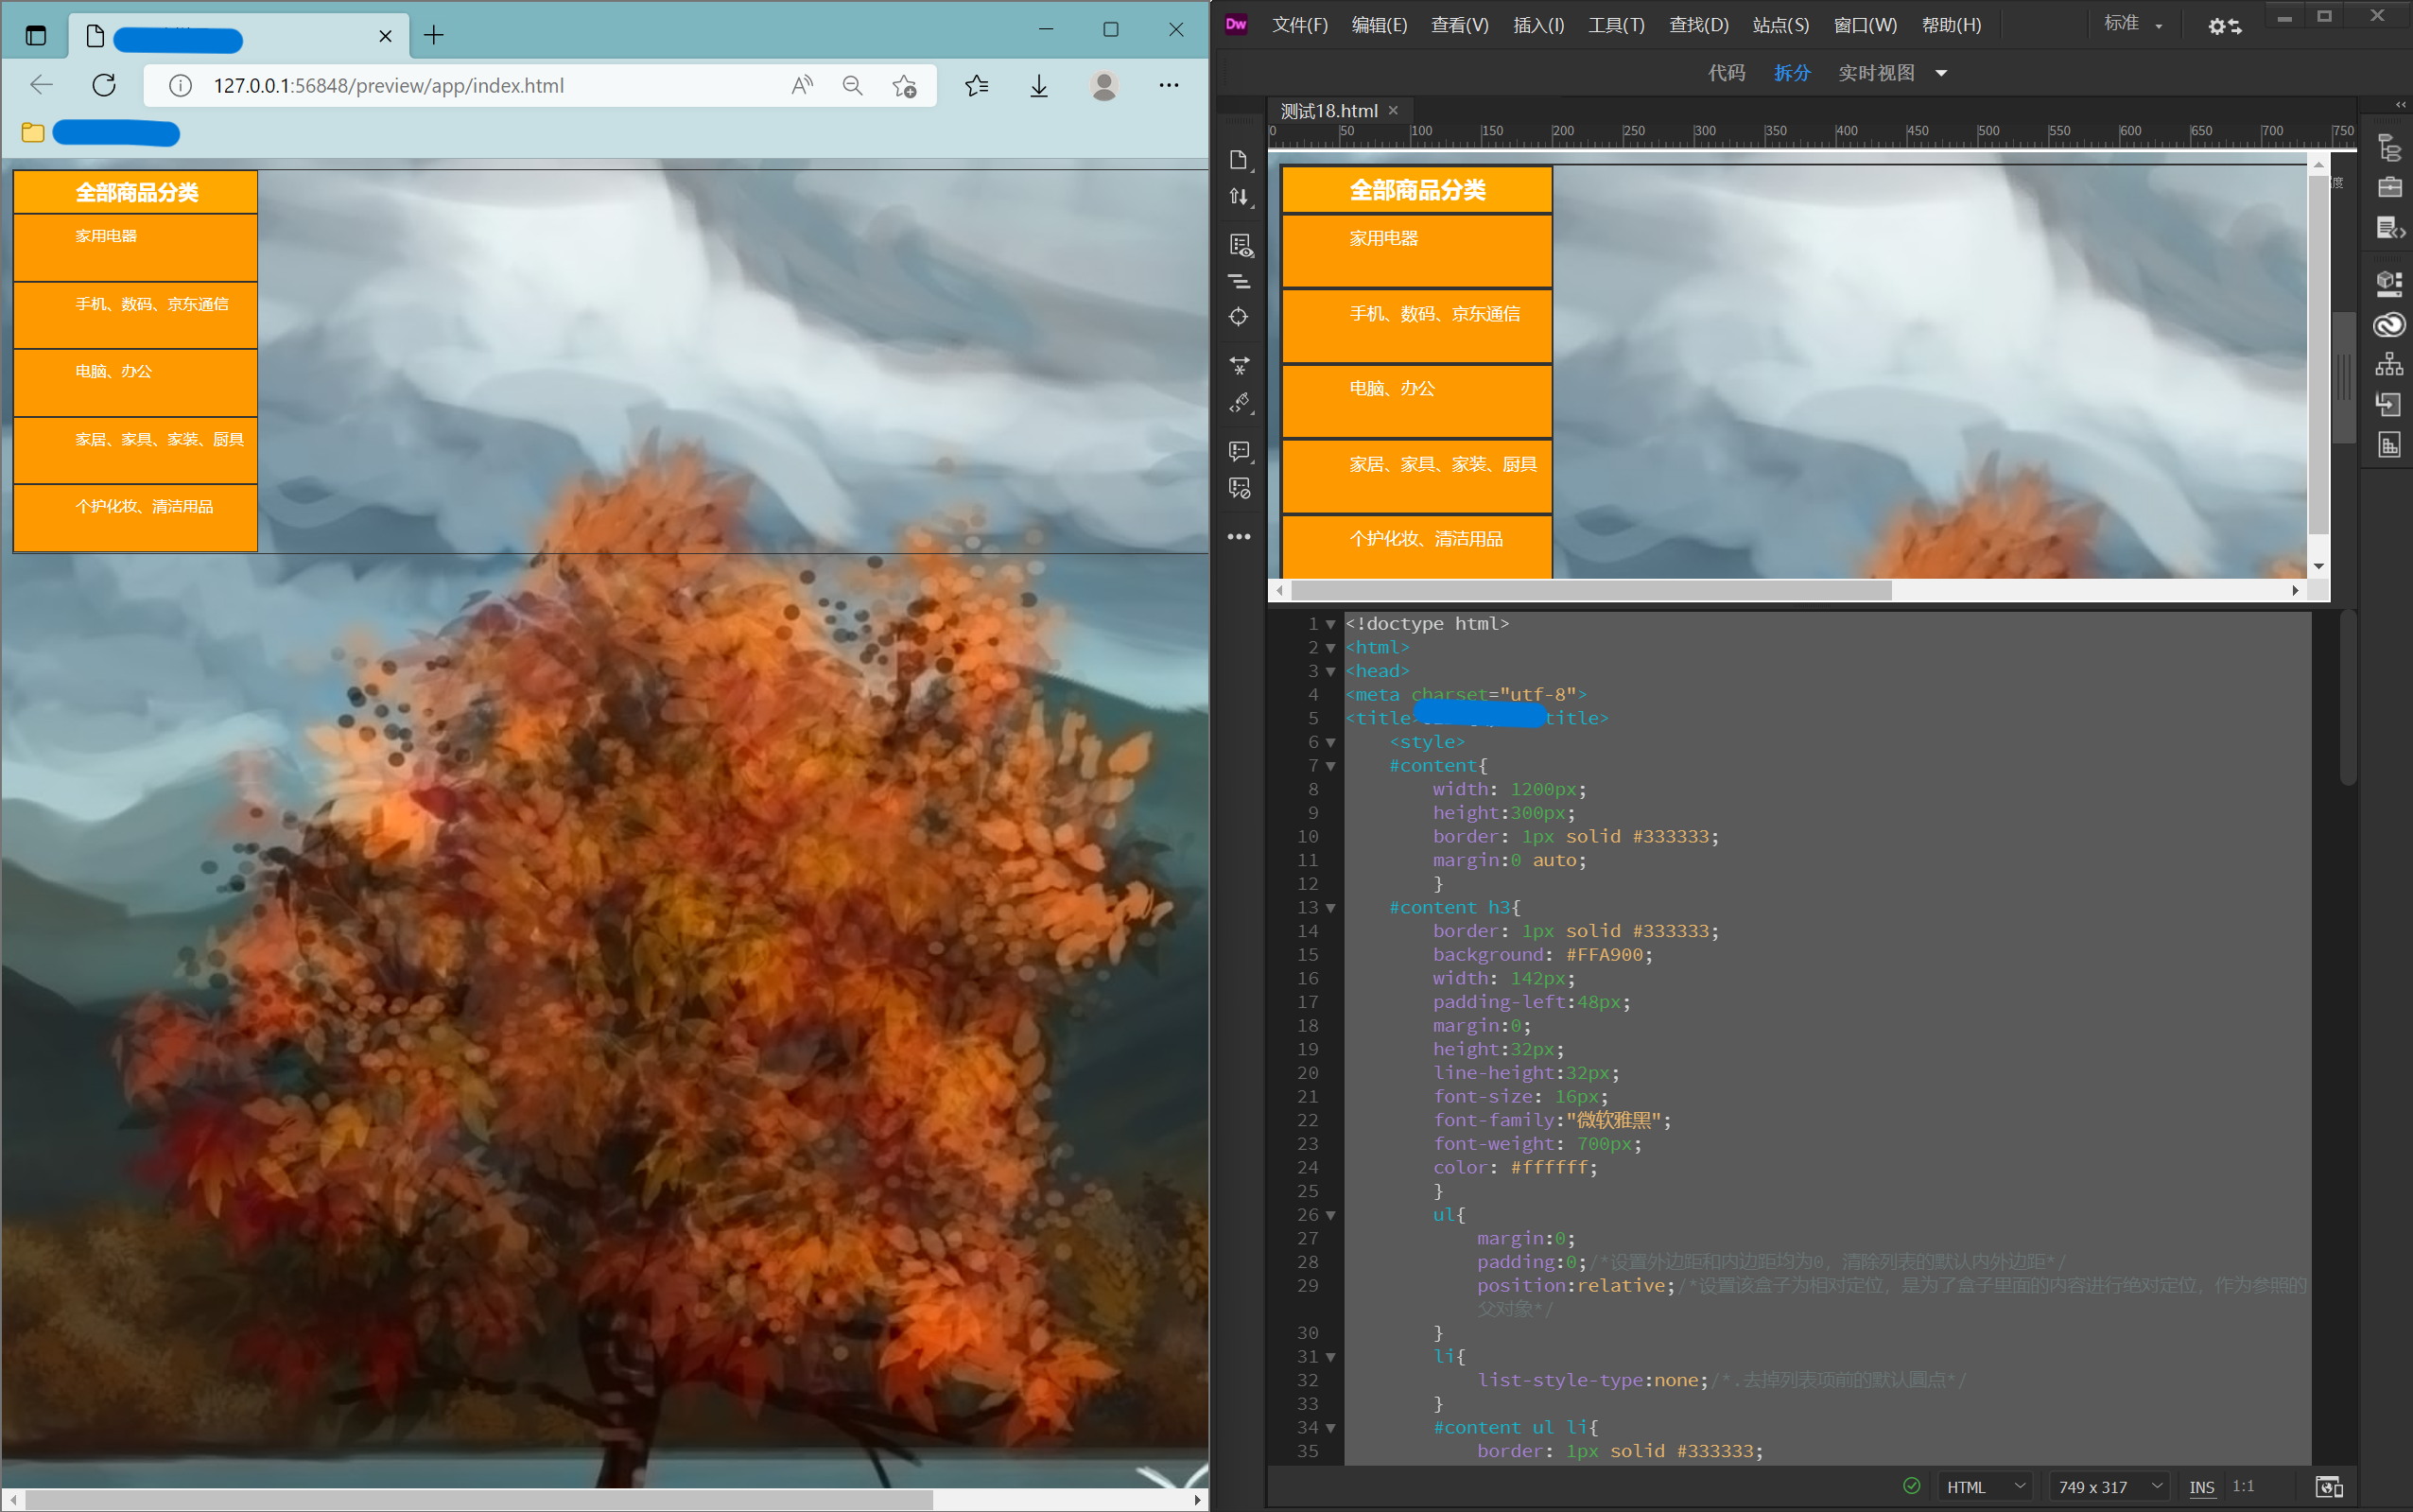 127.0.0.1:56848/preview/app/index.html
全部商品分类
家用电器
手机、数码、京东通信
电脑、办公
家居、家具、家装、厨具
个护化妆、清洁用品
Dw 文件(F) 编辑(E) 查看(V) 插入(I) 工具(T) 查找(D) 站点(S) 窗口(W) 帮助(H) 标准
代码 拆分 实时视图
测试18.html
0 50 100 150 200 250 300 350 400 450 500 550 600 650 700 750
全部商品分类
家用电器
手机、数码、京东通信
电脑、办公
家居、家具、家装、厨具
个护化妆、清洁用品
度
1 <!doctype html>
2 <html>
3 <head>
4 <meta charset="utf-8">
5 <title title>
6 <style>
7 #content{
8 width: 1200px;
9 height:300px;
10 border: 1px solid #333333;
11 margin:0 auto;
12 }
13 #content h3{
14 border: 1px solid #333333;
15 background: #FFA900;
16 width: 142px;
17 padding-left:48px;
18 margin:0;
19 height:32px;
20 line-height:32px;
21 font-size: 16px;
22 font-family:"微软雅黑";
23 font-weight: 700px;
24 color: #ffffff;
25 }
26 ul{
27 margin:0;
28 padding:0;/*设置外边距和内边距均为0，清除列表的默认内外边距*/
29 position:relative;/*设置该盒子为相对定位，是为了盒子里面的内容进行绝对定位，作为参照的
父对象*/
30 }
31 li{
32 list-style-type:none;/*.去掉列表项前的默认圆点*/
33 }
34 #content ul li{
35 border: 1px solid #333333;
HTML 749 x 317 INS 1:1